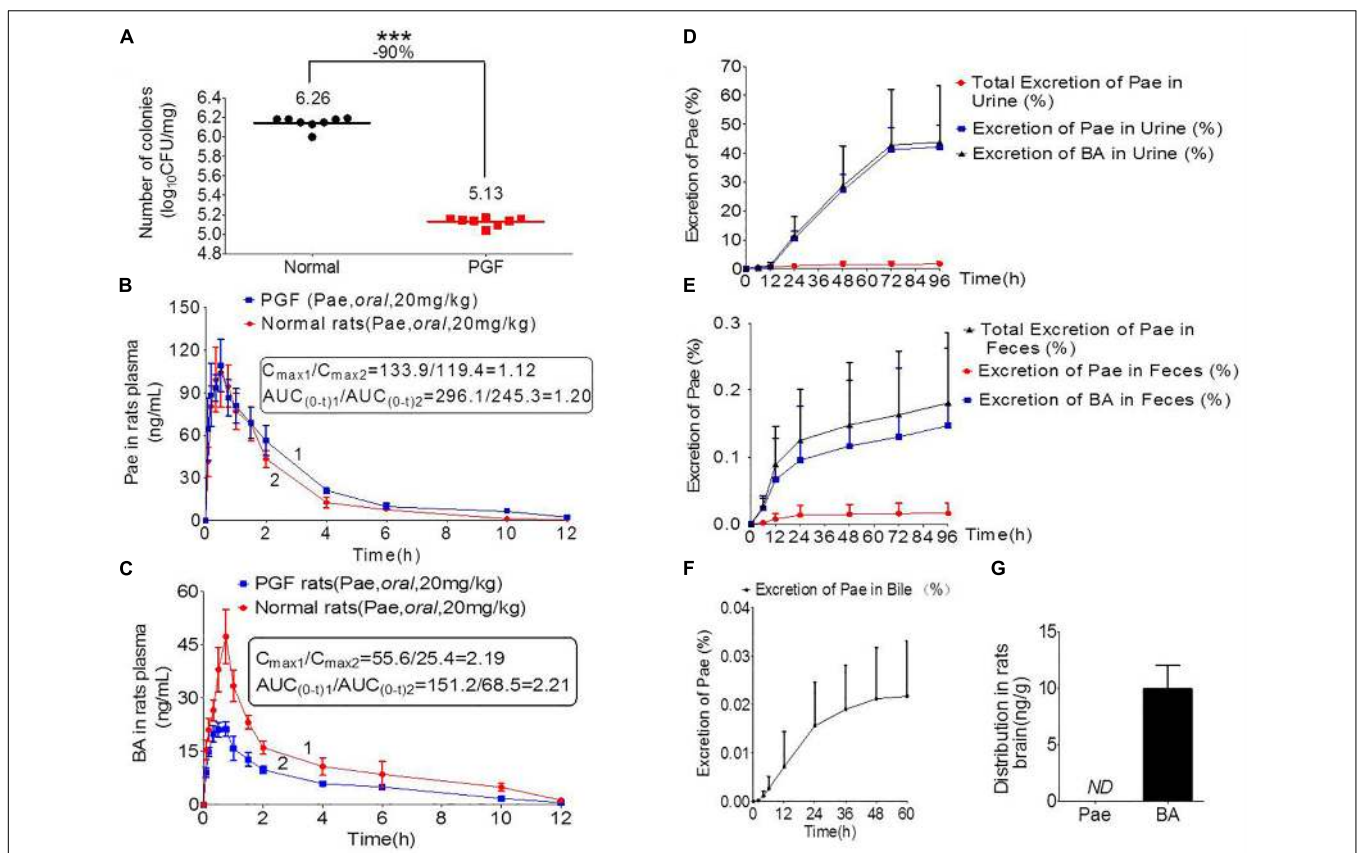 A
***
-90%
Number of colonies
(log10CFU/mg)
6.4
6.2
6.0
5.8
5.6
5.4
5.2
5.0
4.8
6.26
5.13
Normal
PGF
B
PGF (Pae,oral,20mg/kg)
Normal rats(Pae,oral,20mg/kg)
Pae in rats plasma
ng/mL)
150
120
90
60
30
0
Cmax1/Cmax2=133.9/119.4=1.12
AUC(0-t)1/AUC(0-t)2=296.1/245.3=1.20
1
2
0 2 4 6 8 10 12
Time(h)
C
PGF rats(Pae,oral,20mg/kg)
Normal rats(Pae,oral,20mg/kg)
BA in rats plasma
(ng/mL)
60
45
30
15
0
Cmax1/Cmax2=55.6/25.4=2.19
AUC(0-t)1/AUC(0-t)2=151.2/68.5=2.21
1
2
0 2 4 6 8 10 12
Time(h)
D
Excretion of Pae (%)
70
60
50
40
30
20
10
0
Total Excretion of Pae in
Urine (%)
Excretion of Pae in Urine (%)
Excretion of BA in Urine (%)
0 12 24 36 48 60 72 84 96
Time(h)
E
Excretion of Pae (%)
0.3
0.2
0.1
0.0
Total Excretion of Pae in
Feces (%)
Excretion of Pae in Feces (%)
Excretion of BA in Feces (%)
0 12 24 36 48 60 72 84 96
Time(h)
F
Excretion of Pae in Bile (%)
Excretion of Pae (%)
0.04
0.03
0.02
0.01
0.00
0 12 24 36 48 60
Time(h)
G
Distribution in rats
brain(ng/g)
15
10
5
0
ND
Pae
BA